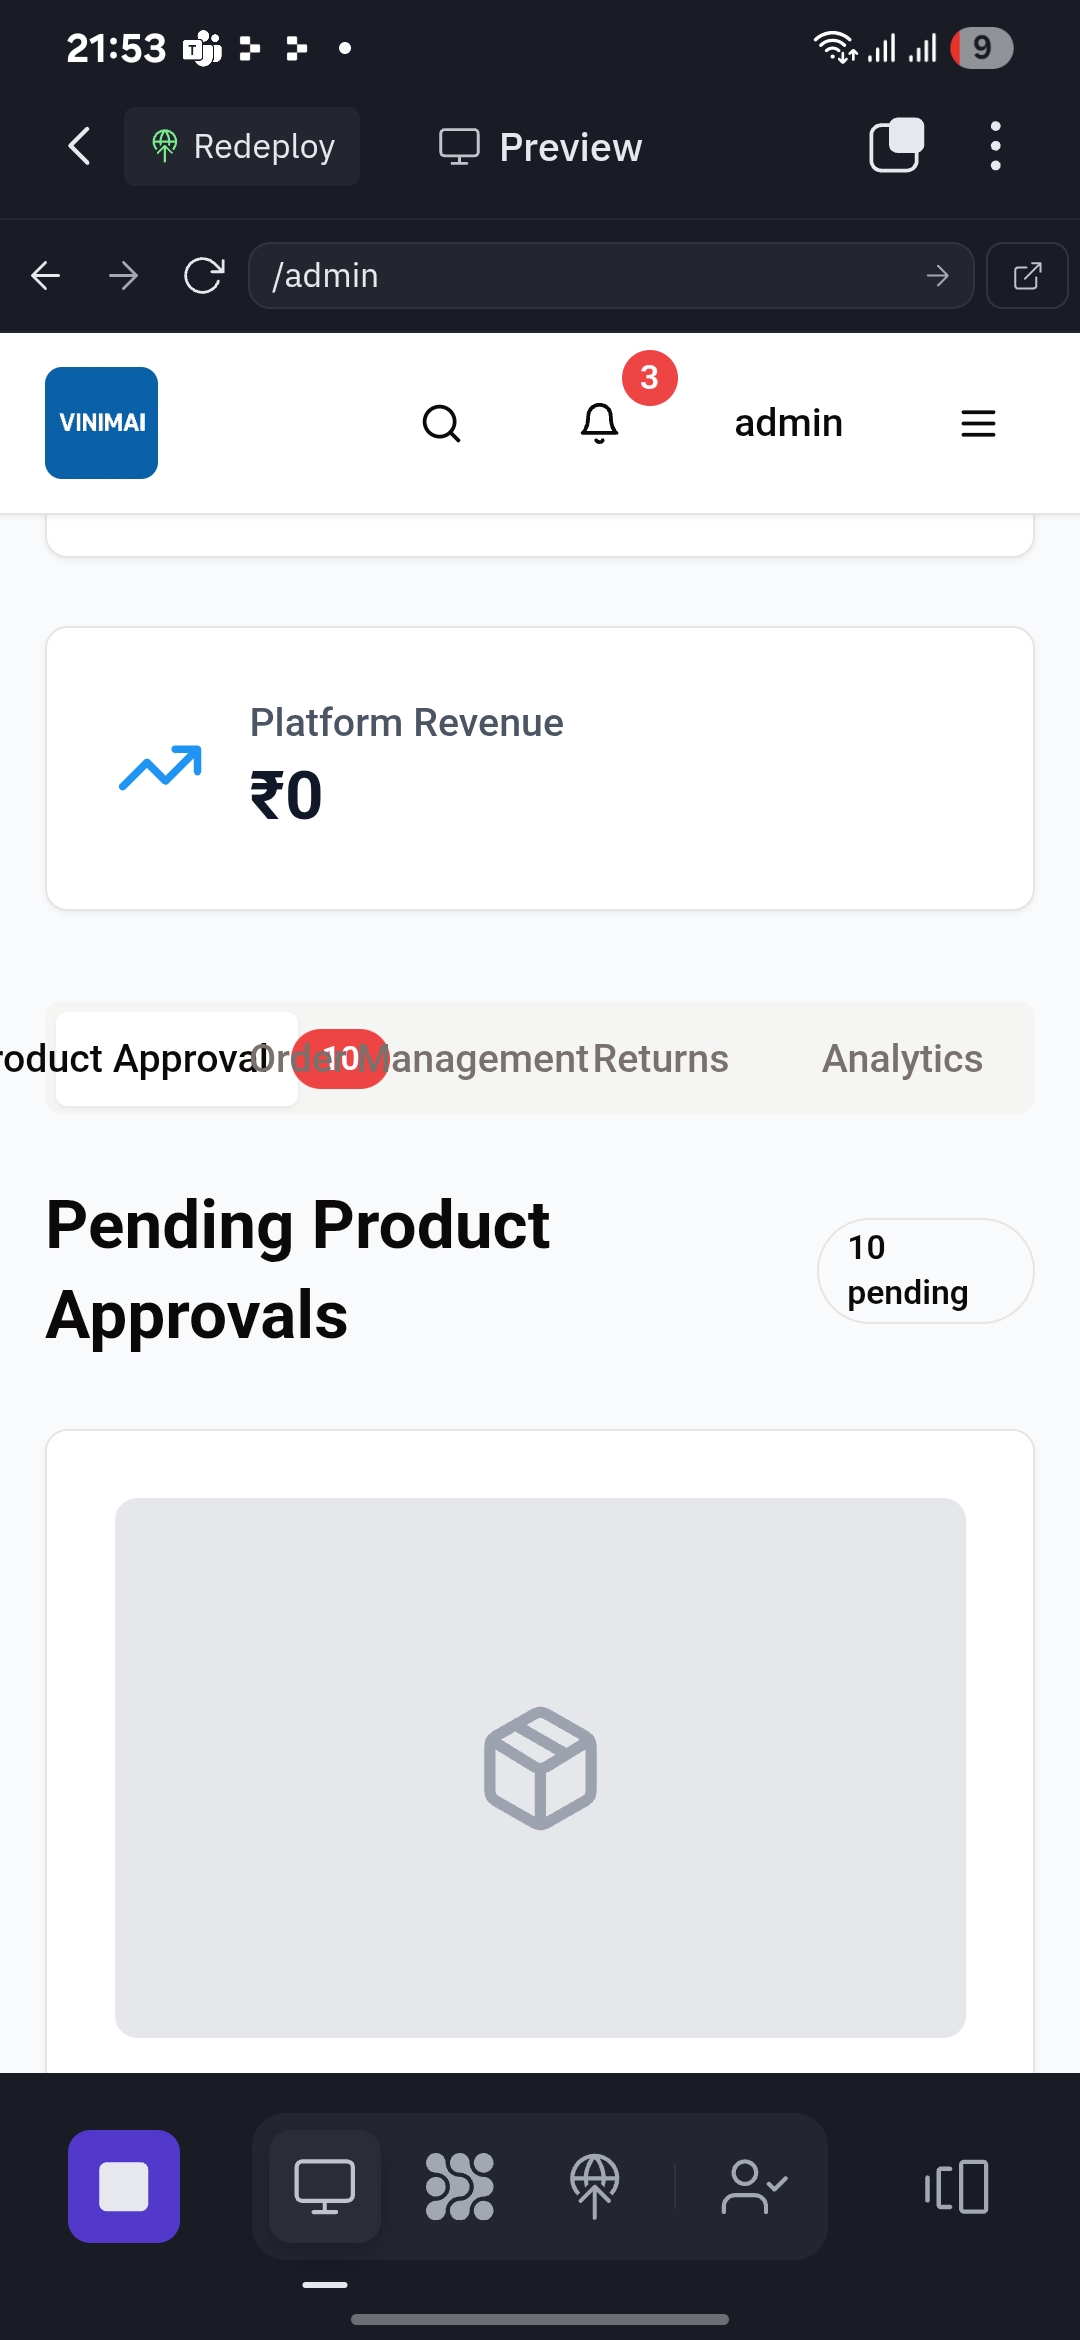 21:53
9
Redeploy
Preview
/admin
VINIMAI
3
admin
Platform Revenue
₹0
roduct Approval 10 Order Management Returns Analytics
Pending Product
Approvals
10
pending